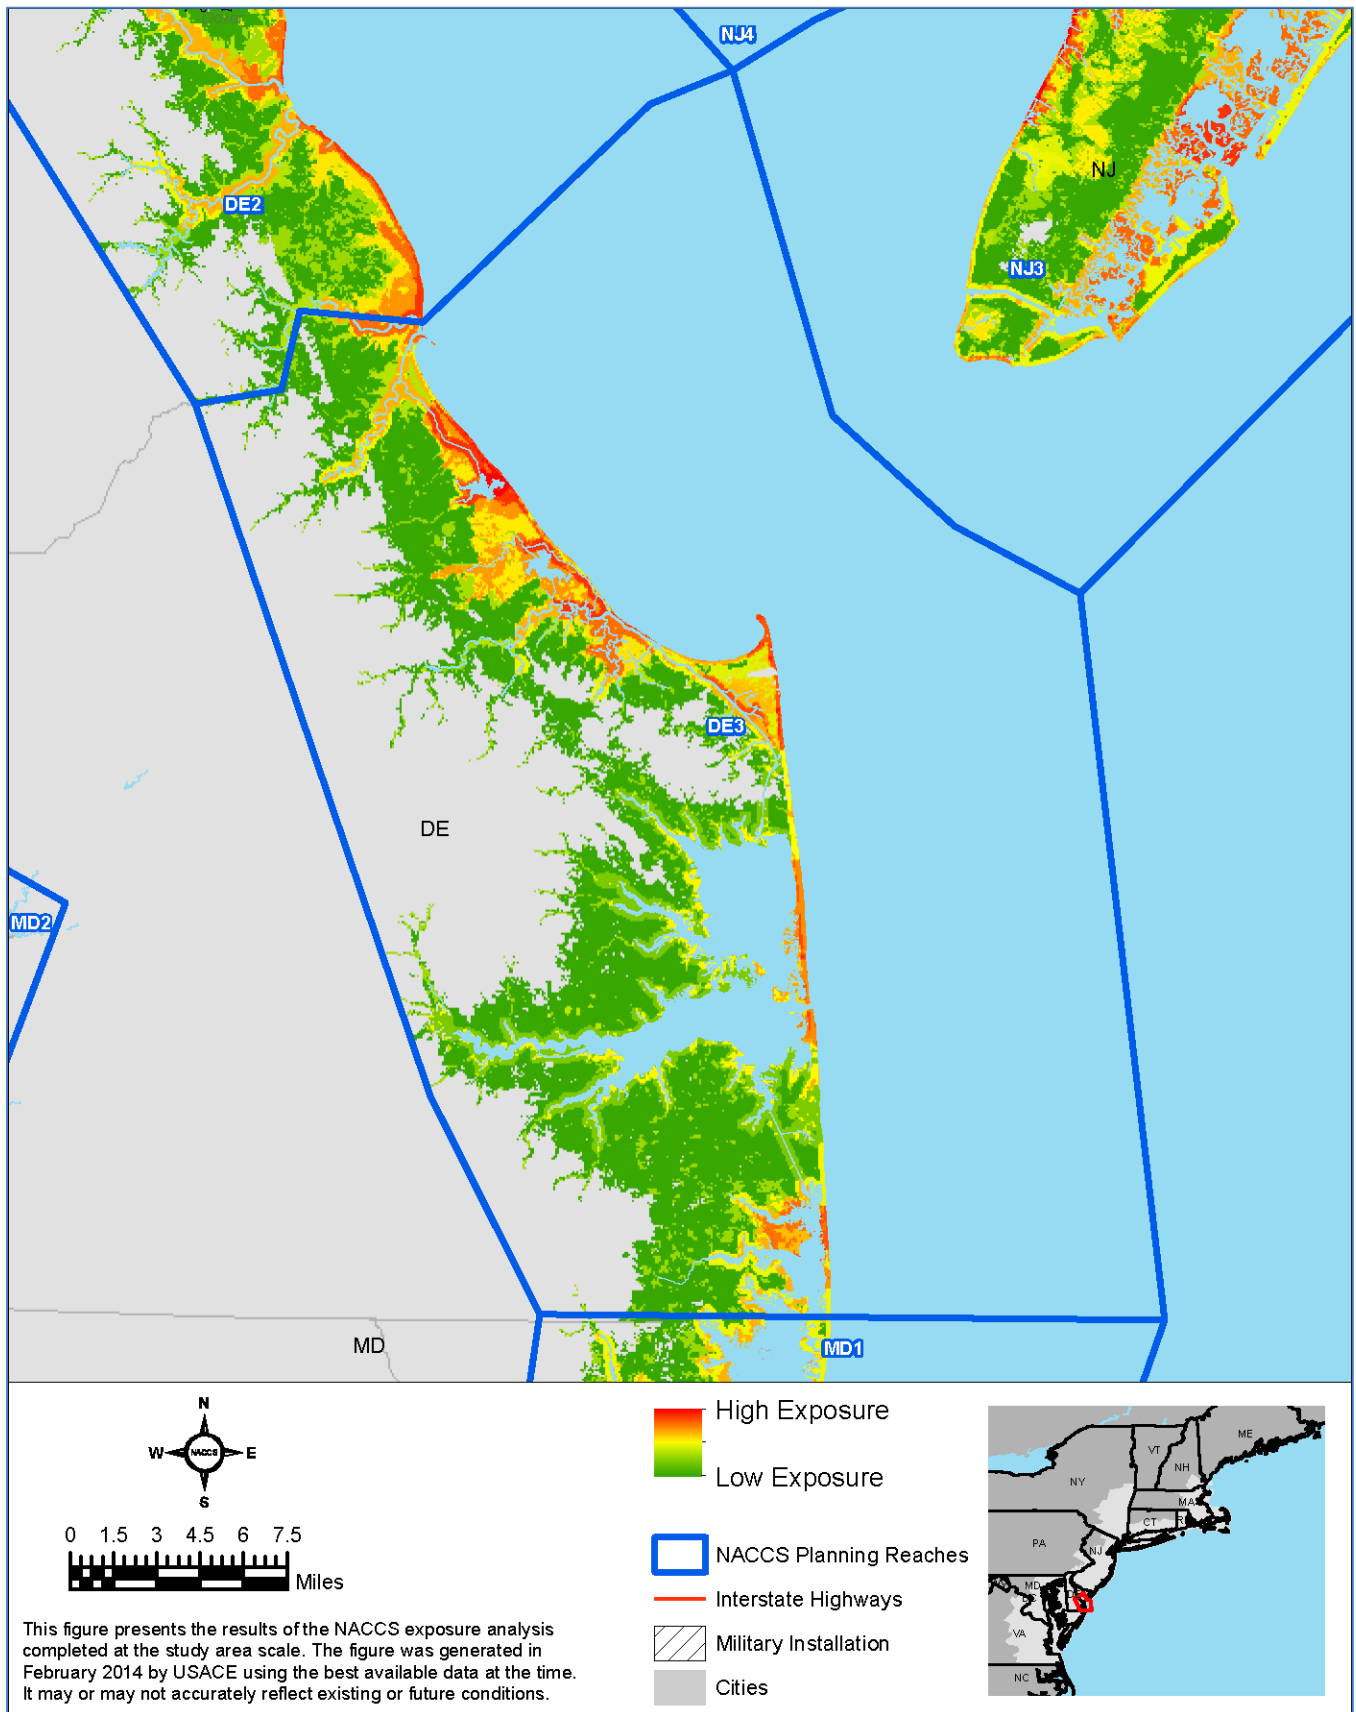 NJ4
NJ
DE2
NJ3
DE3
DE
MD2
MD
MD1
N
W NACCS E
S
0 1.5 3 4.5 6 7.5
Miles
This figure presents the results of the NACCS exposure analysis
completed at the study area scale. The figure was generated in
February 2014 by USACE using the best available data at the time.
It may or may not accurately reflect existing or future conditions.
High Exposure
Low Exposure
NACCS Planning Reaches
Interstate Highways
Military Installation
Cities
ME
VT
NH
NY
MA
CT
PA
NJ
MD
VA
NC